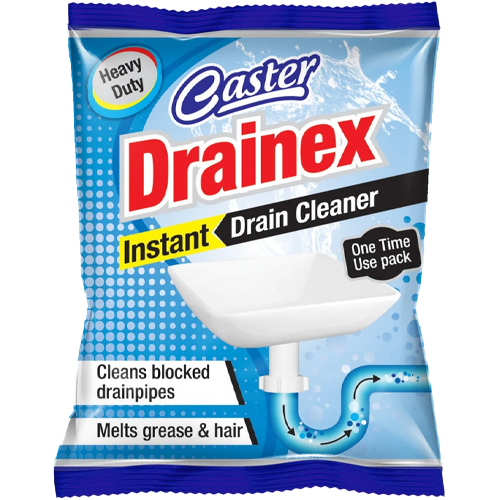 Heavy
Duty
Caster
Drainex
Instant Drain Cleaner
One Time
Use pack
Cleans blocked
drainpipes
Melts grease & hair